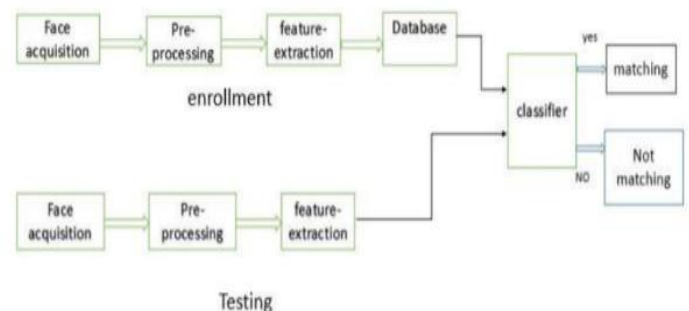 Face
acquisition
Pre-
processing
feature-
extraction
Database
enrollment
classifier
yes
matching
NO
Not
matching
Face
acquisition
Pre-
processing
feature-
extraction
Testing